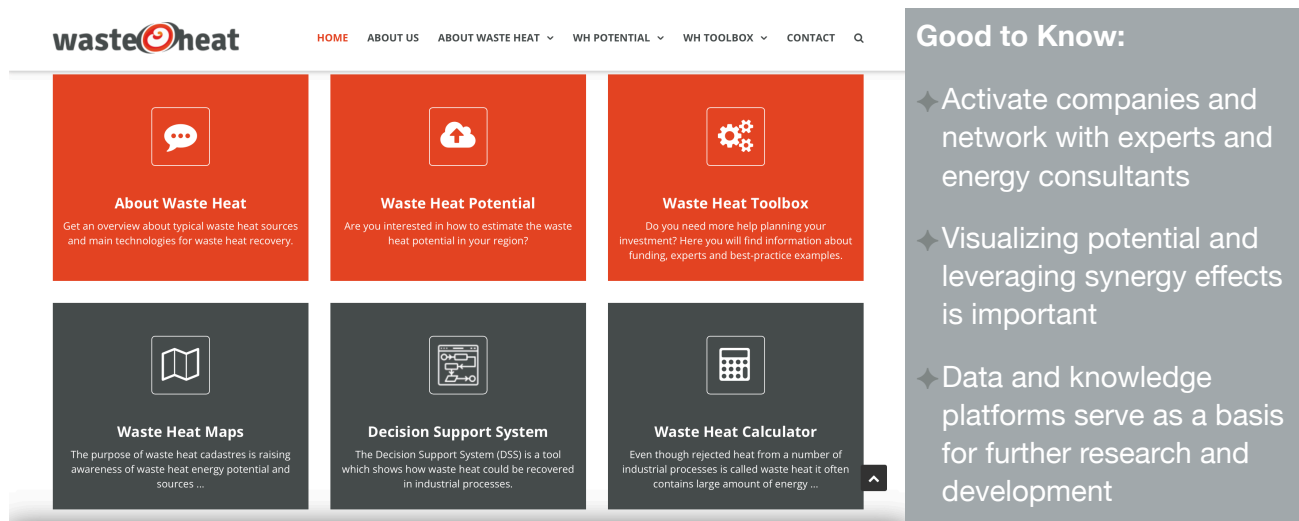 waste heat
HOME ABOUT US ABOUT WASTE HEAT WH POTENTIAL WH TOOLBOX CONTACT
About Waste Heat
Get an overview about typical waste heat sources
and main technologies for waste heat recovery.
Waste Heat Potential
Are you interested in how to estimate the waste
heat potential in your region?
Waste Heat Toolbox
Do you need more help planning your
investment? Here you will find information about
funding, experts and best-practice examples.
Waste Heat Maps
The purpose of waste heat cadastres is raising
awareness of waste heat energy potential and
sources ...
Decision Support System
The Decision Support System (DSS) is a tool
which shows how waste heat could be recovered
in industrial processes.
Waste Heat Calculator
Even though rejected heat from a number of
industrial processes is called waste heat it often
contains large amount of energy ...
Good to Know:
✦Activate companies and
network with experts and
energy consultants
✦Visualizing potential and
leveraging synergy effects
is important
✦Data and knowledge
platforms serve as a basis
for further research and
development